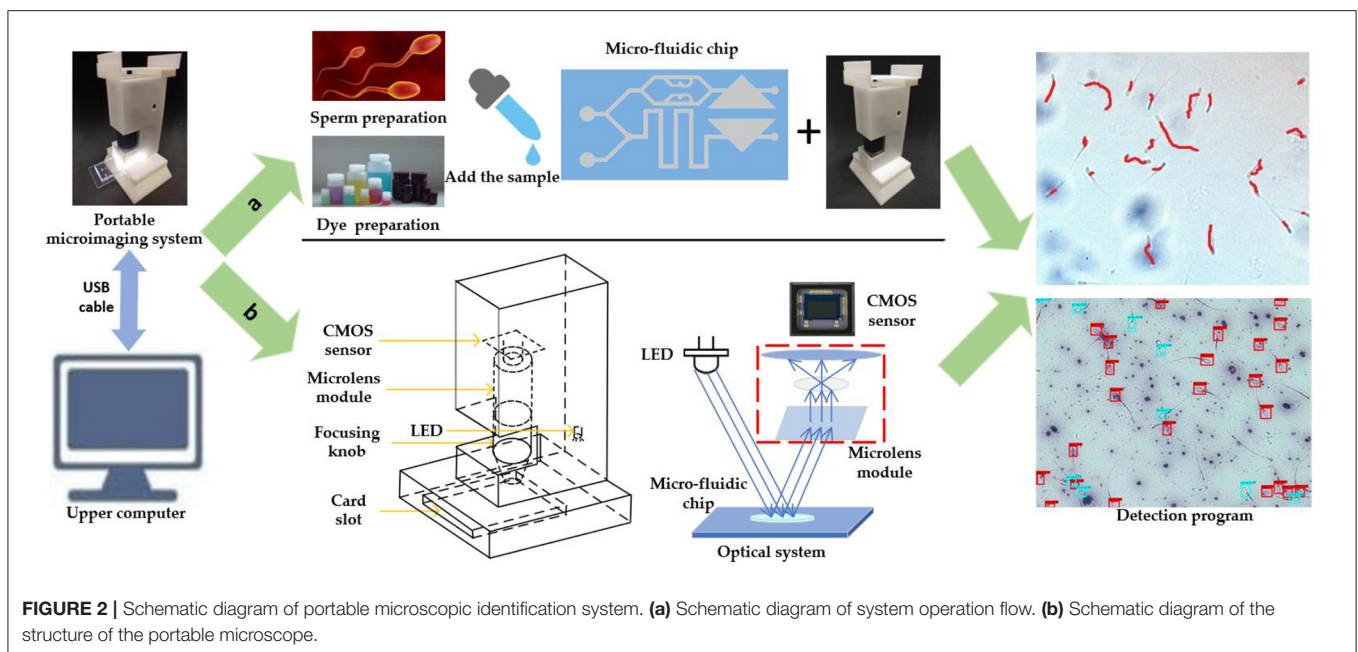 Portable
microimaging system
USB
cable
Upper computer
a
b
Sperm preparation
Dye preparation
Add the sample
Micro-fluidic chip
+
CMOS
sensor
Microlens
module
LED
Focusing
knob
Card
slot
LED
CMOS
sensor
Microlens
module
Micro-fluidic
chip
Optical system
Detection program
FIGURE 2 | Schematic diagram of portable microscopic identification system. (a) Schematic diagram of system operation flow. (b) Schematic diagram of the
structure of the portable microscope.